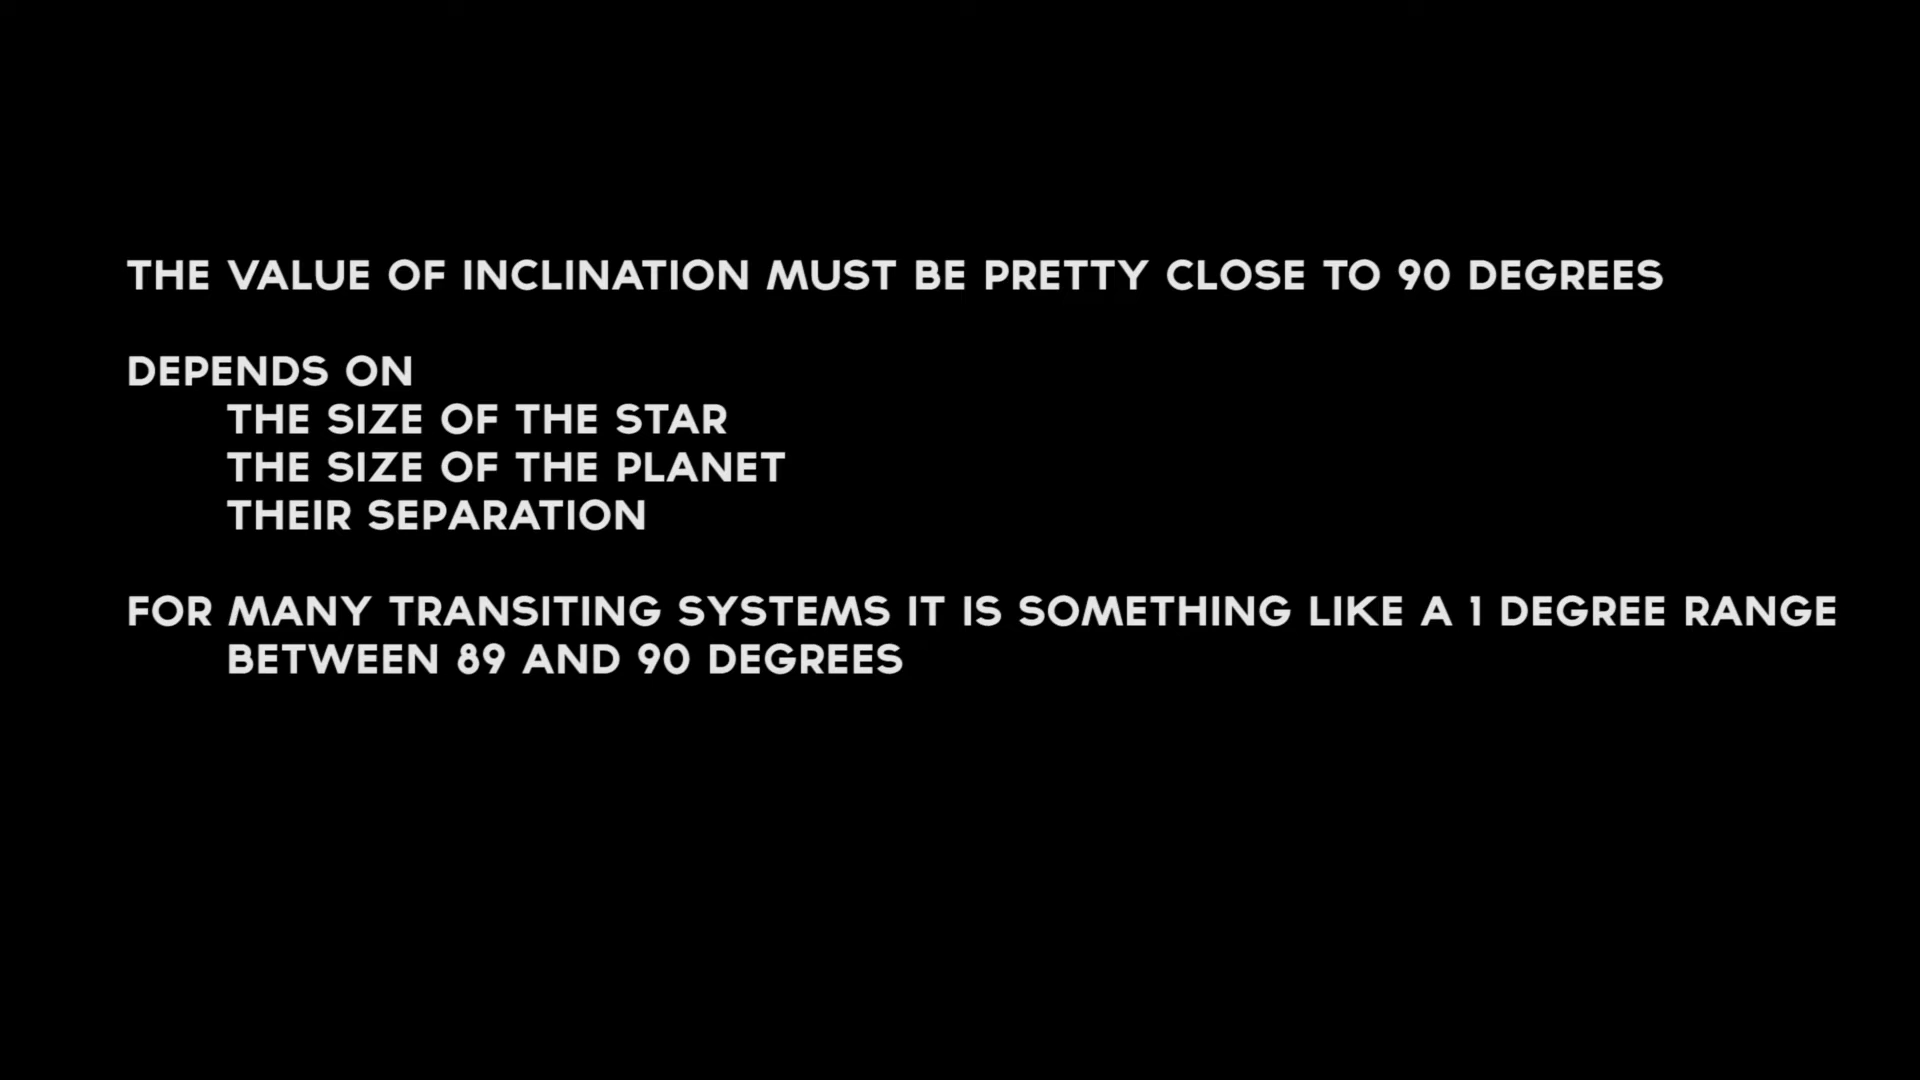 THE VALUE OF INCLINATION MUST BE PRETTY CLOSE TO 90 DEGREES
DEPENDS ON
THE SIZE OF THE STAR
THE SIZE OF THE PLANET
THEIR SEPARATION
FOR MANY TRANSITING SYSTEMS IT IS SOMETHING LIKE A 1 DEGREE RANGE
BETWEEN 89 AND 90 DEGREES